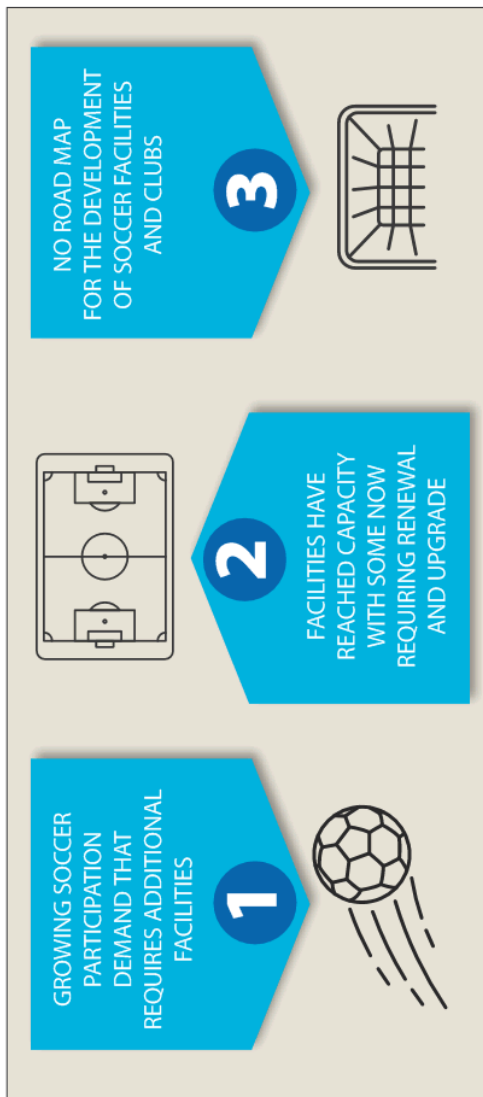 GROWING SOCCER
PARTICIPATION
DEMAND THAT
REQUIRES ADDITIONAL
FACILITIES
1
2
FACILITIES HAVE
REACHED CAPACITY
WITH SOME NOW
REQUIRING RENEWAL
AND UPGRADE
NO ROAD MAP
FOR THE DEVELOPMENT
OF SOCCER FACILITIES
AND CLUBS
3